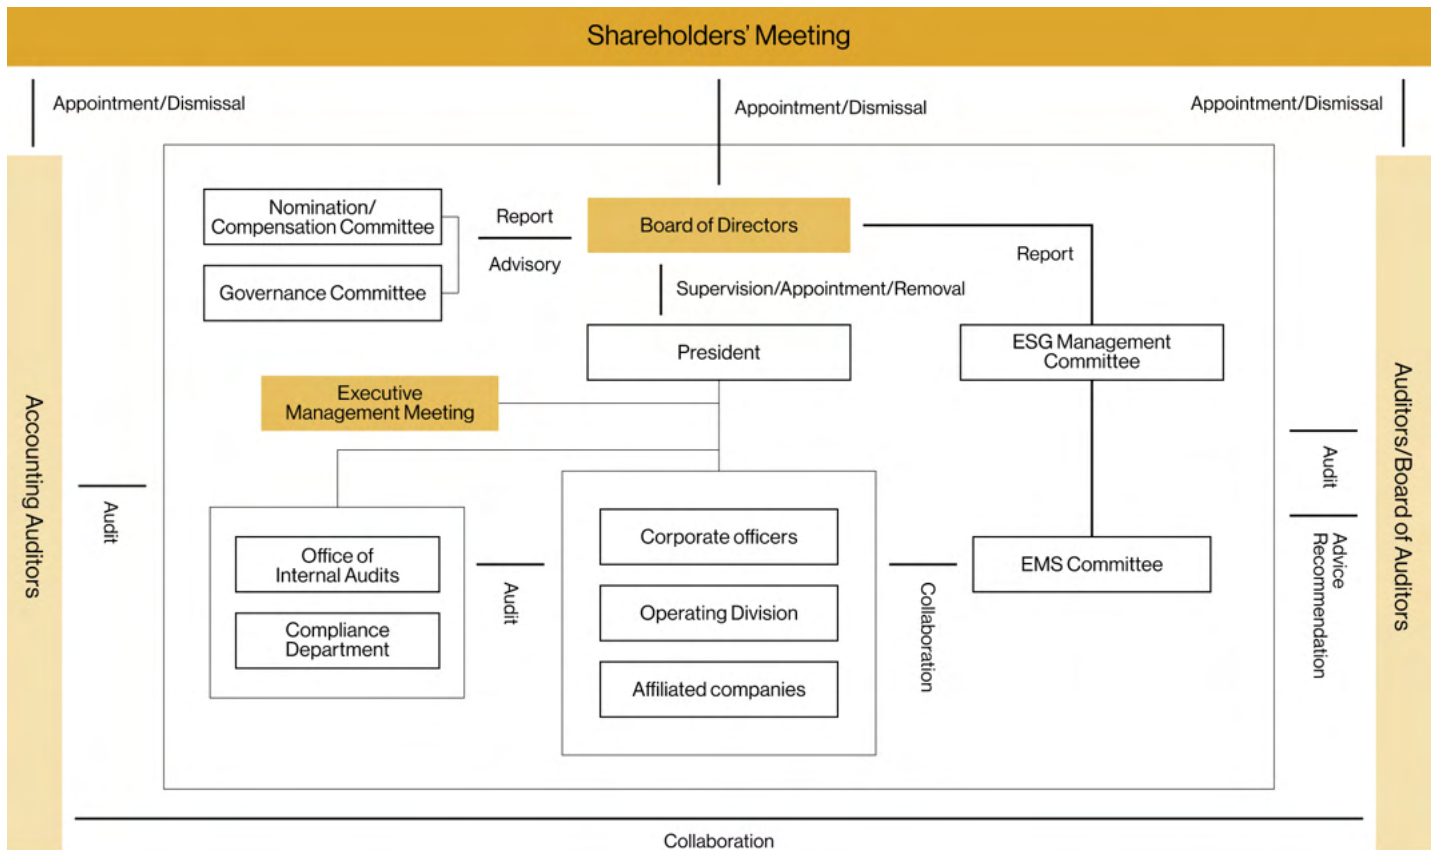 Shareholders’ Meeting
Appointment/Dismissal
Appointment/Dismissal
Appointment/Dismissal
Nomination/
Compensation Committee
Governance Committee
Report
Advisory
Board of Directors
Report
Supervision/Appointment/Removal
President
ESG Management
Committee
Executive
Management Meeting
Accounting Auditors
Audit
Office of
Internal Audits
Compliance
Department
Audit
Corporate officers
Operating Division
Affiliated companies
Collaboration
EMS Committee
Audit
Advice
Recommendation
Auditors/Board of Auditors
Collaboration